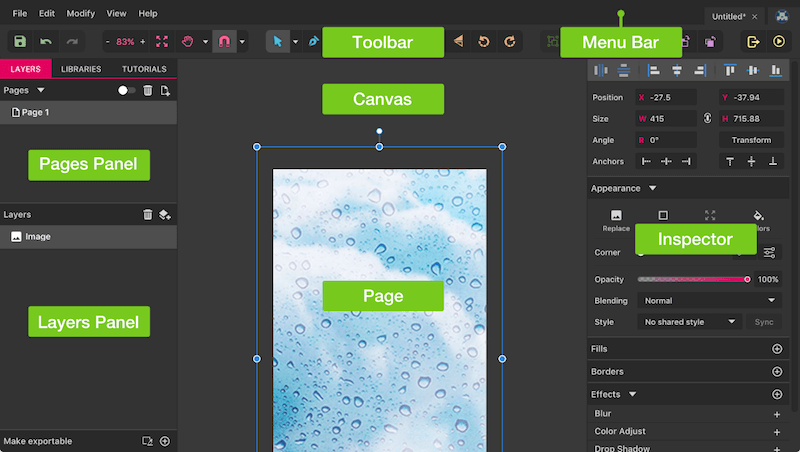 File Edit Modify View Help Untitled*
- 83% +
Toolbar Menu Bar
LAYERS LIBRARIES TUTORIALS
Pages
Page 1
Canvas
Pages Panel
Layers
Image
Page
Layers Panel
Make exportable
Position X -27.5 Y -37.94
Size W 415 H 715.88
Angle R 0° Transform
Anchors
Appearance
Replace
Inspector
Corner
Opacity 100%
Blending Normal
Style No shared style Sync
Fills
Borders
Effects
Blur
Color Adjust
Drop Shadow